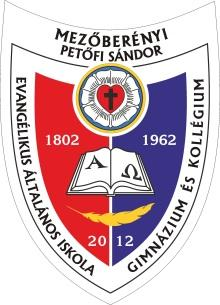 MEZŐBERÉNYI
PETŐFI SÁNDOR
EVANGÉLIKUS ÁLTALÁNOS ISKOLA
GIMNÁZIUM ÉS KOLLÉGIUM
1802 1962
Α Ω
20 12